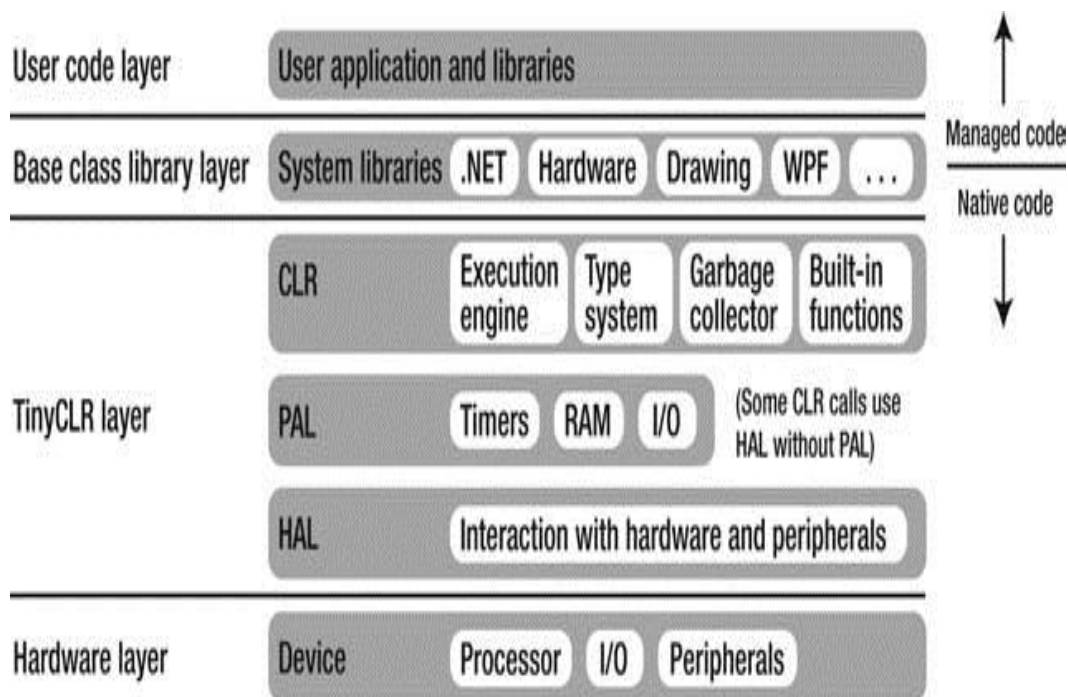 User code layer
User application and libraries
Managed code
Base class library layer
System libraries .NET Hardware Drawing WPF ...
Native code
CLR
Execution engine
Type system
Garbage collector
Built-in functions
TinyCLR layer
PAL
Timers RAM I/O
(Some CLR calls use
HAL without PAL)
HAL
Interaction with hardware and peripherals
Hardware layer
Device
Processor I/O Peripherals